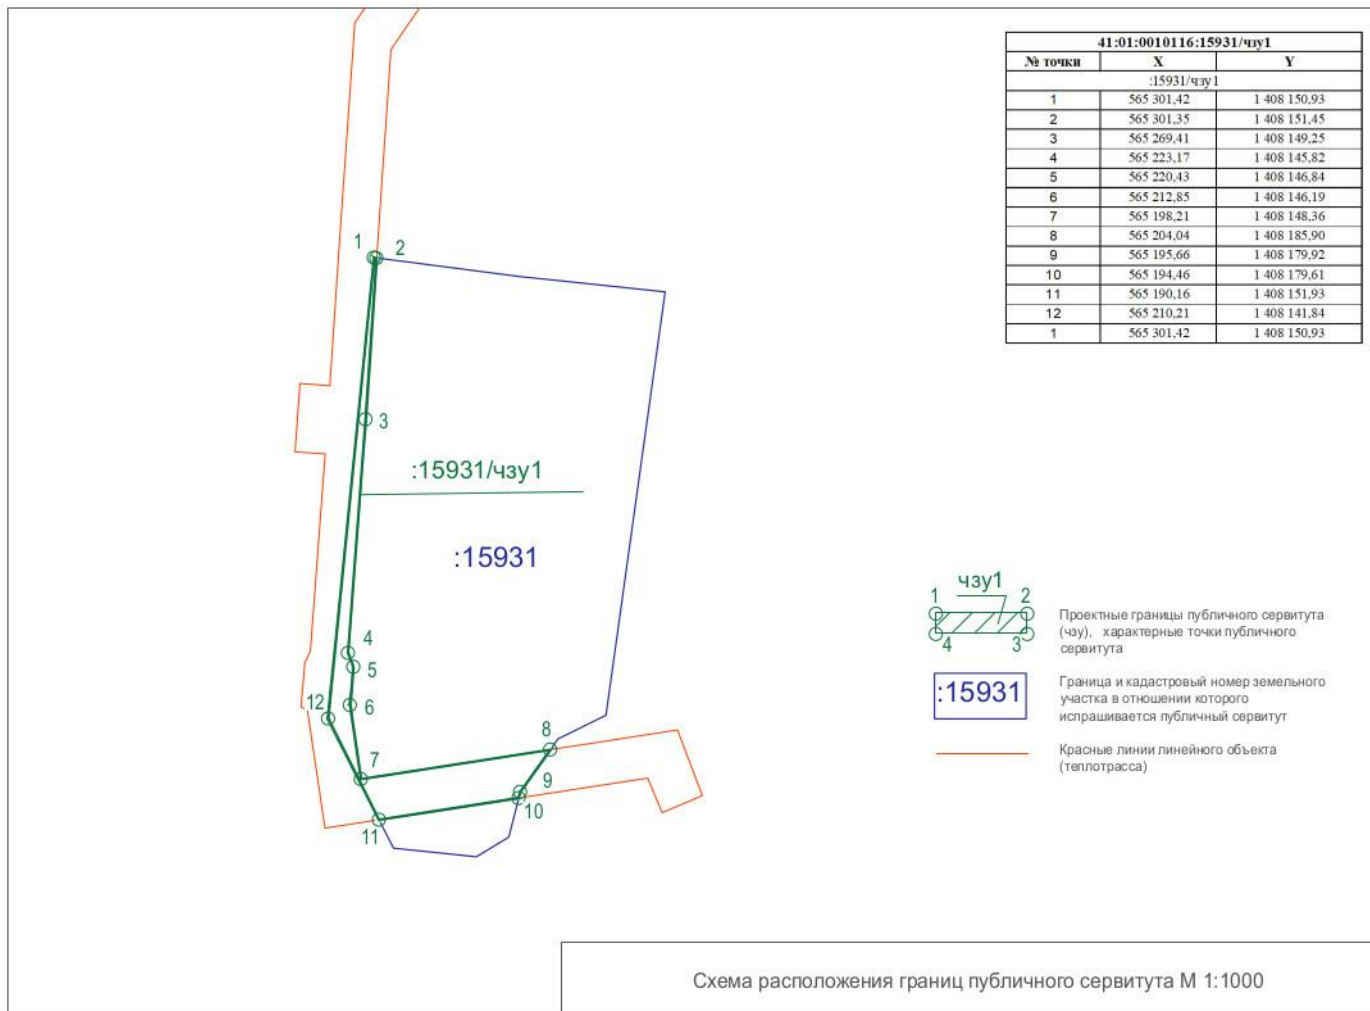 41:01:0010116:15931/чзу1
№ точки X Y
:15931/чзу1
1 565 301,42 1 408 150,93
2 565 301,35 1 408 151,45
3 565 269,41 1 408 149,25
4 565 223,17 1 408 145,82
5 565 220,43 1 408 146,84
6 565 212,85 1 408 146,19
7 565 198,21 1 408 148,36
8 565 204,04 1 408 185,90
9 565 195,66 1 408 179,92
10 565 194,46 1 408 179,61
11 565 190,16 1 408 151,93
12 565 210,21 1 408 141,84
1 565 301,42 1 408 150,93
1
2
3
:15931/чзу1
:15931
4
5
6
12
7
8
9
10
11
чзу1
1 2
4 3
Проектные границы публичного сервитута
(чзу), характерные точки публичного
сервитута
:15931
Граница и кадастровый номер земельного
участка в отношении которого
испрашивается публичный сервитут
Красные линии линейного объекта
(теплотрасса)
Схема расположения границ публичного сервитута М 1:1000